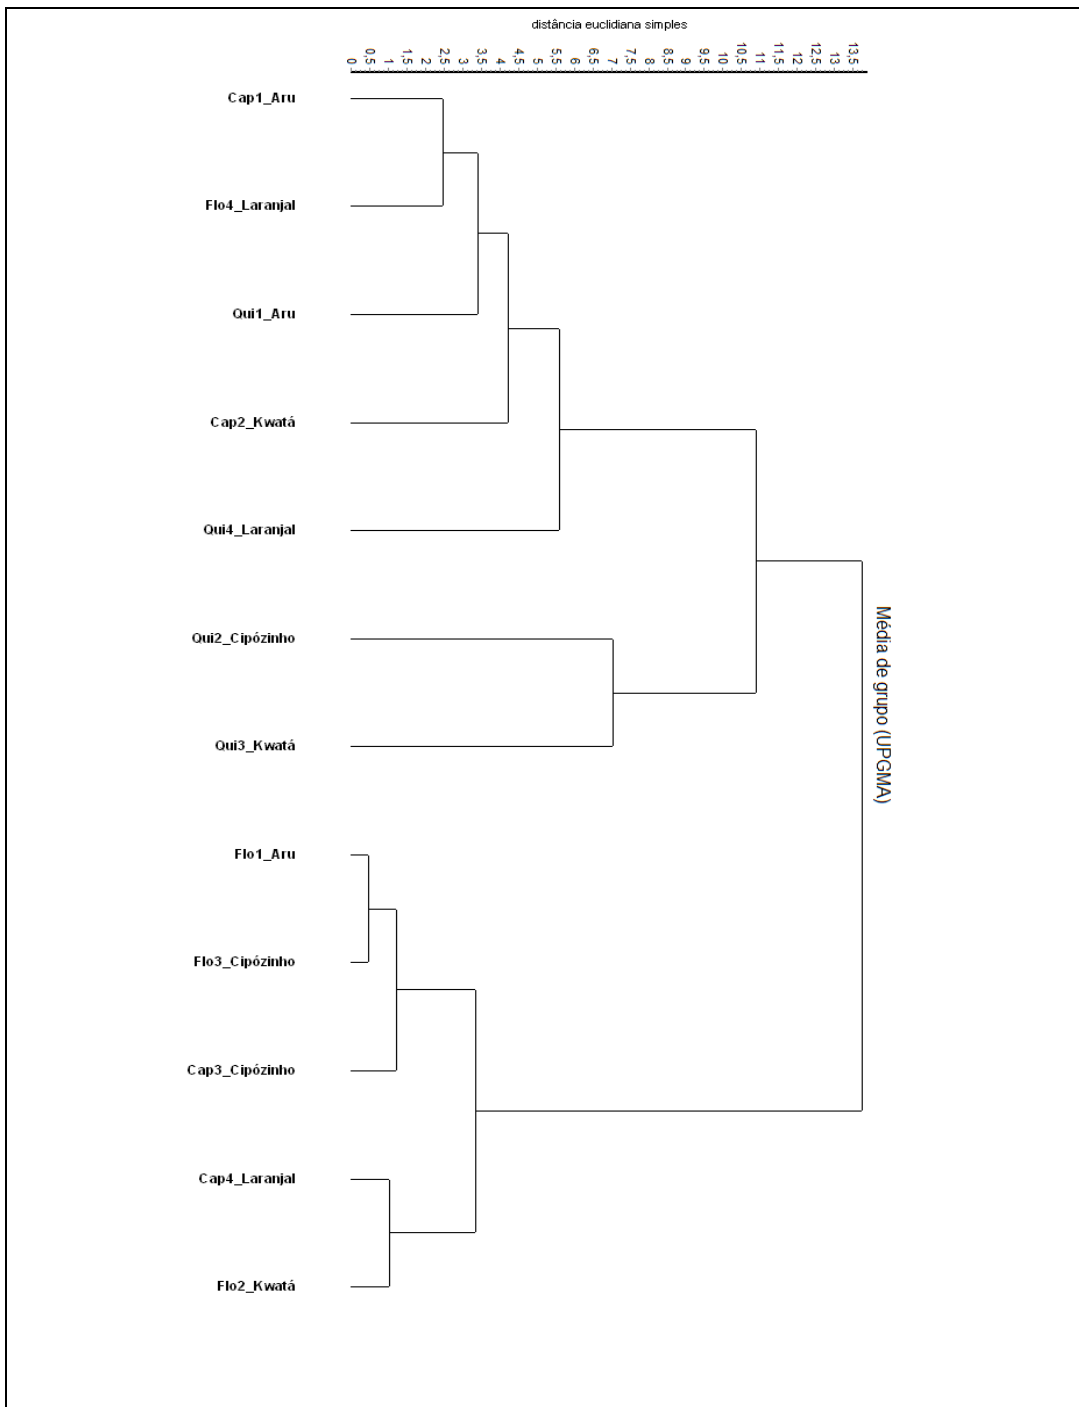 distância euclidiana simples
0 0,5 1 1,5 2 2,5 3 3,5 4 4,5 5 5,5 6 6,5 7 7,5 8 8,5 9 9,5 10 10,5 11 11,5 12 12,5 13 13,5
Cap1_Aru
Flo4_Laranjal
Qui1_Aru
Cap2_Kwatá
Qui4_Laranjal
Qui2_Cipózinho
Qui3_Kwatá
Média de grupo (UPGMA)
Flo1_Aru
Flo3_Cipózinho
Cap3_Cipózinho
Cap4_Laranjal
Flo2_Kwatá